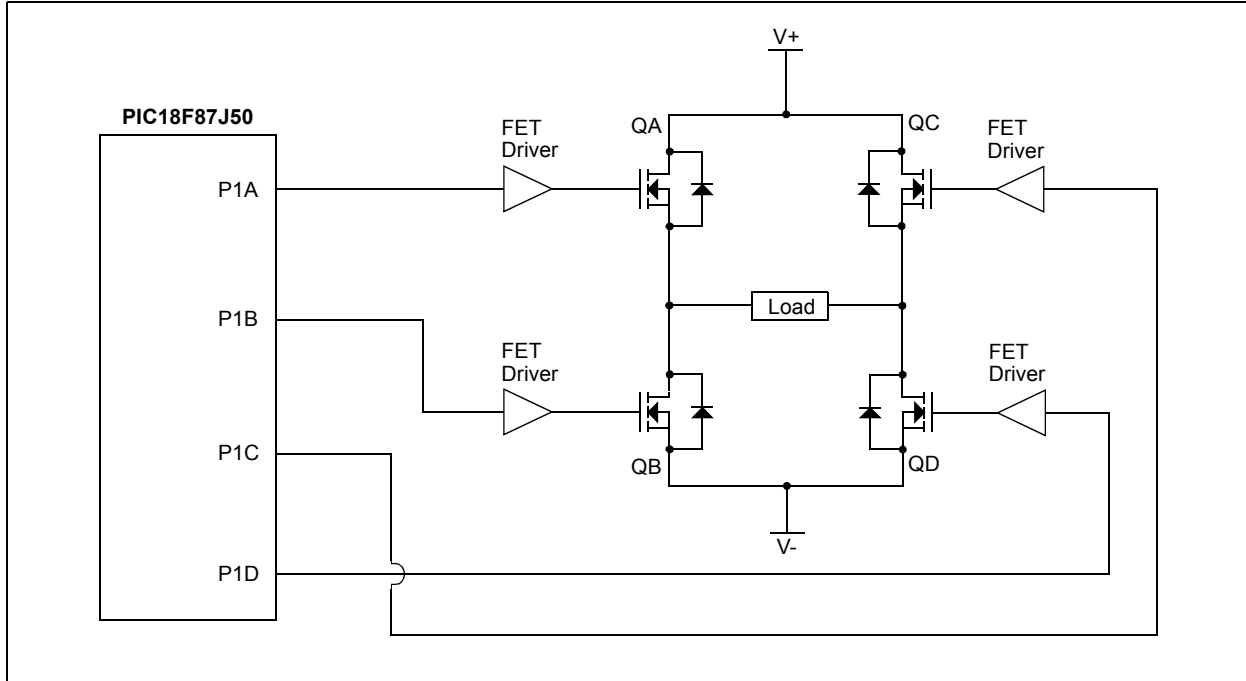 V+
PIC18F87J50
FET
Driver
QA
QC
FET
Driver
P1A
P1B
Load
FET
Driver
FET
Driver
P1C
QB
QD
V-
P1D